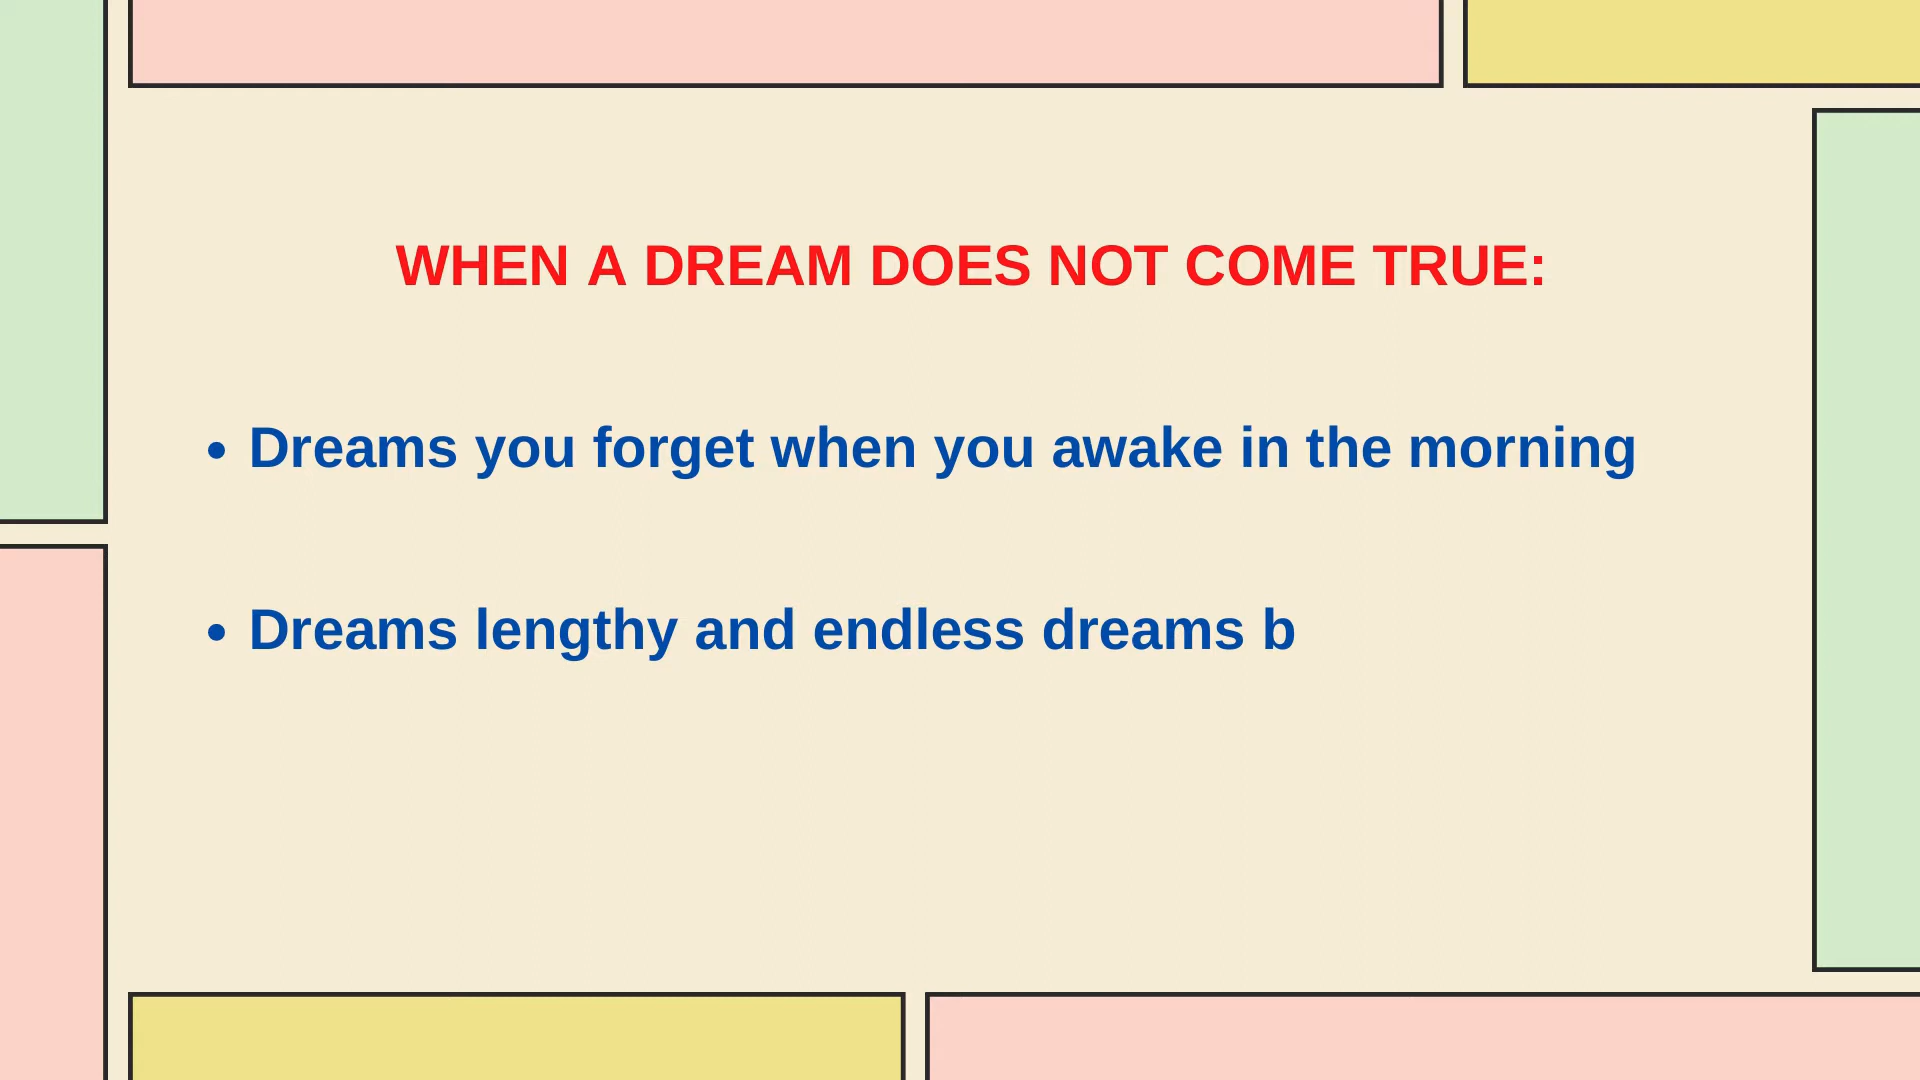 WHEN A DREAM DOES NOT COME TRUE:
• Dreams you forget when you awake in the morning
• Dreams lengthy and endless dreams b